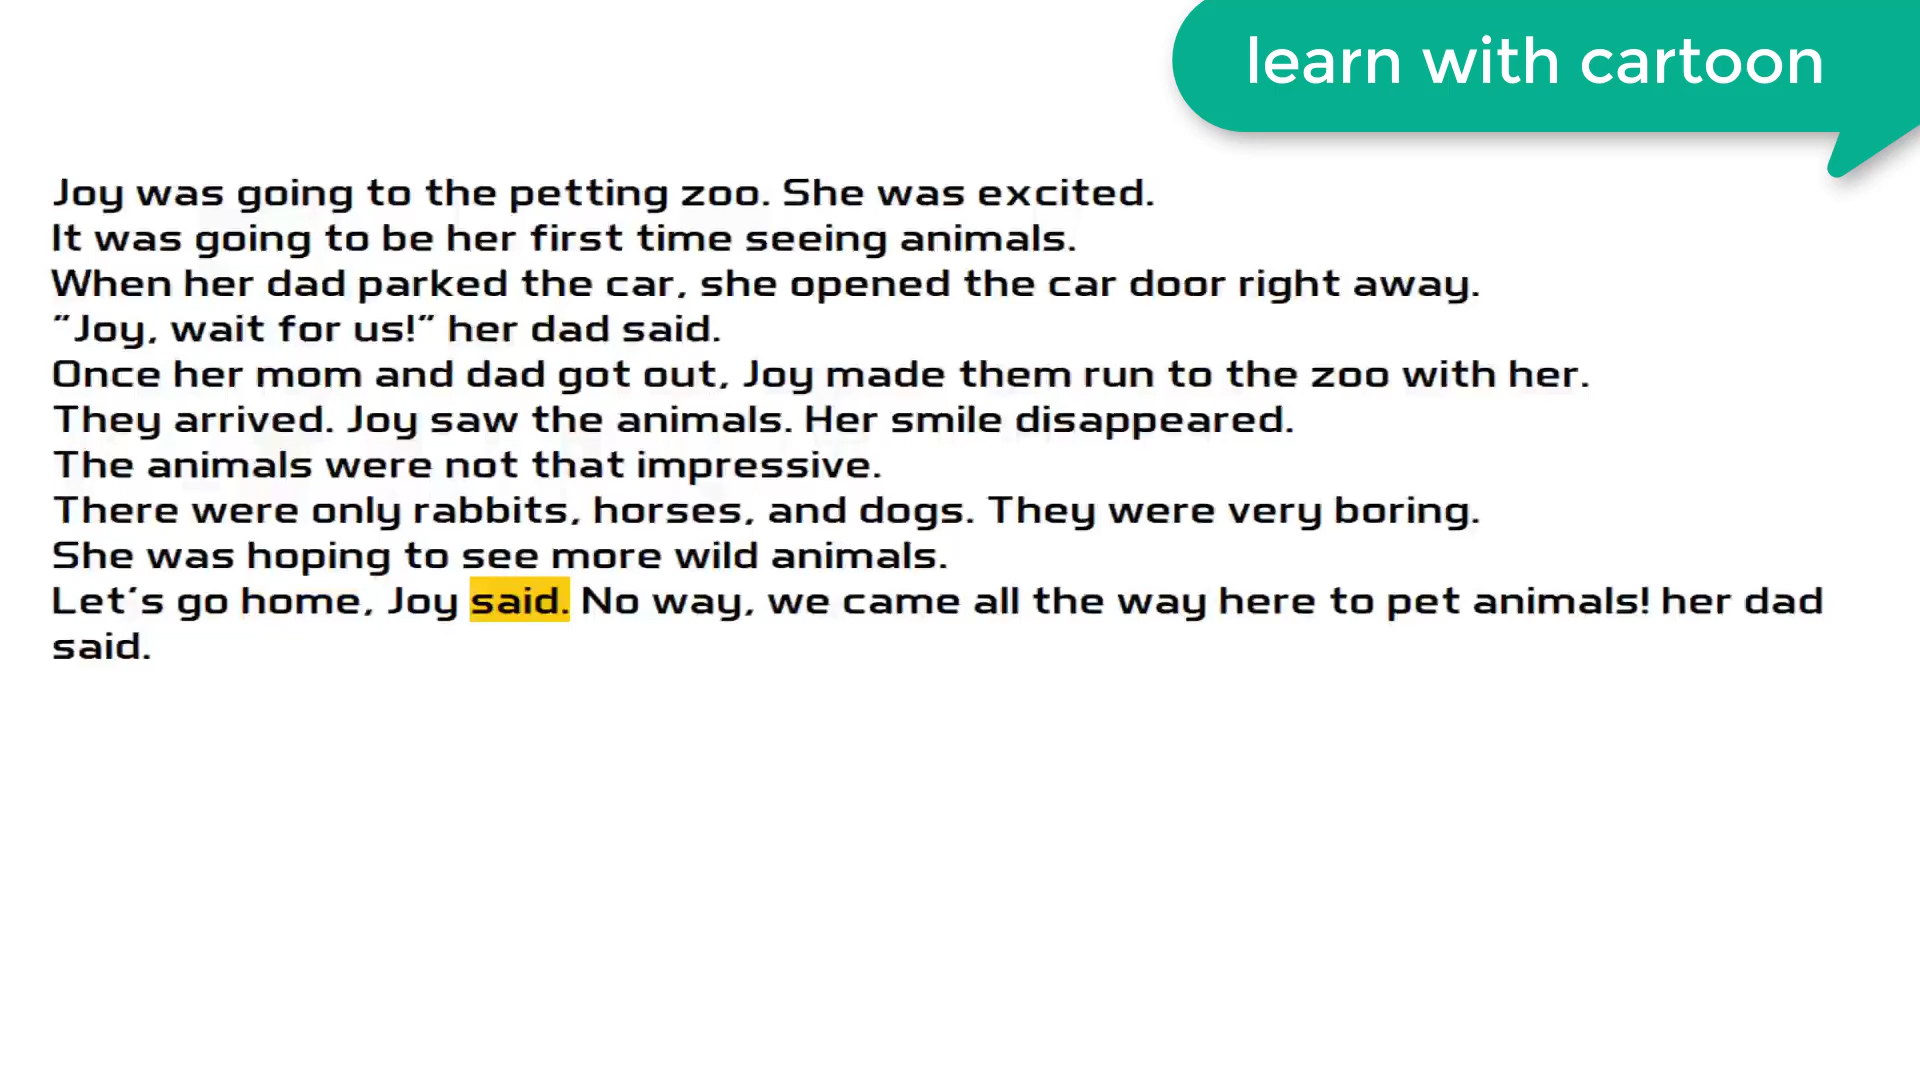 learn with cartoon
Joy was going to the petting zoo. She was excited.
It was going to be her first time seeing animals.
When her dad parked the car, she opened the car door right away.
"Joy, wait for us!" her dad said.
Once her mom and dad got out, Joy made them run to the zoo with her.
They arrived. Joy saw the animals. Her smile disappeared.
The animals were not that impressive.
There were only rabbits, horses, and dogs. They were very boring.
She was hoping to see more wild animals.
Let's go home, Joy said. No way, we came all the way here to pet animals! her dad
said.